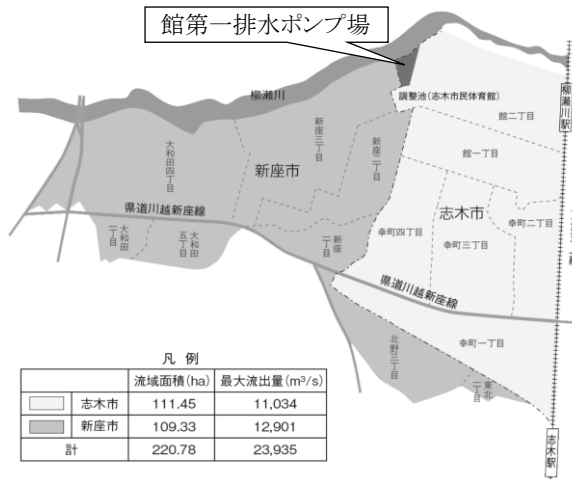 館第一排水ポンプ場
柳瀬川
調整池(志木市民体育館)
柳瀬川駅
館二丁目
新座三丁目
大和田四丁目
新座二丁目
館一丁目
新座市
志木市
幸町二丁目
県道川越新座線
幸町四丁目
幸町三丁目
大和田一丁目
大和田五丁目
新座一丁目
県道川越新座線
幸町一丁目
北野三丁目
東北一丁目
志木駅
凡 例
流域面積(ha) 最大流出量(m³/s)
志木市 111.45 11,034
新座市 109.33 12,901
計 220.78 23,935